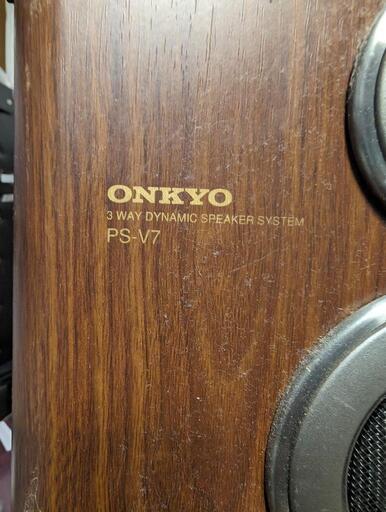 ONKYO
3 WAY DYNAMIC SPEAKER SYSTEM
PS-V7